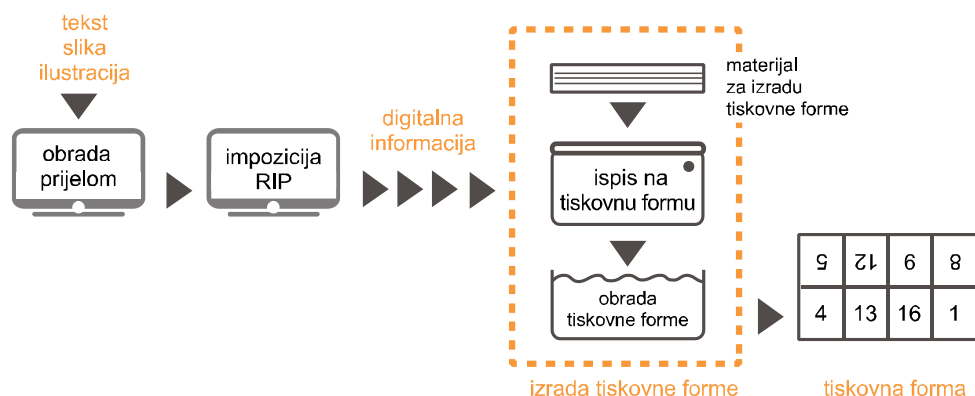 tekst
slika
ilustracija
obrada
prijelom
impozicija
RIP
digitalna
informacija
materijal
za izradu
tiskovne forme
ispis na
tiskovnu formu
obrada
tiskovne forme
izrada tiskovne forme
5 12 9 8
4 13 16 1
tiskovna forma